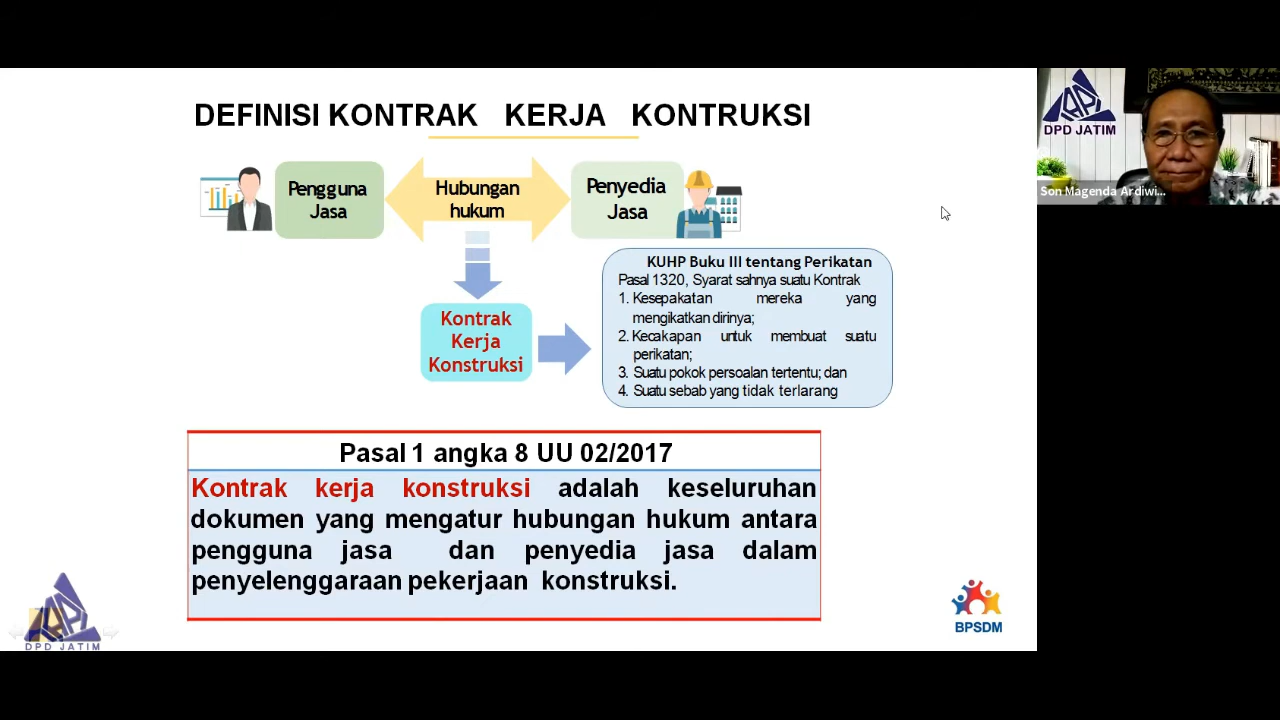 DEFINISI KONTRAK KERJA KONTRUKSI
Pengguna
Jasa
Hubungan
hukum
Penyedia
Jasa
Kontrak
Kerja
Konstruksi
KUHP Buku III tentang Perikatan
Pasal 1320, Syarat sahnya suatu Kontrak
1. Kesepakatan mereka yang
mengikatkan dirinya;
2. Kecakapan untuk membuat suatu
perikatan;
3. Suatu pokok persoalan tertentu; dan
4. Suatu sebab yang tidak terlarang
Pasal 1 angka 8 UU 02/2017
Kontrak kerja konstruksi adalah keseluruhan
dokumen yang mengatur hubungan hukum antara
pengguna jasa dan penyedia jasa dalam
penyelenggaraan pekerjaan konstruksi.
DPD JATIM
BPSDM
DPD JATIM
Son Magenda Ardiwi...